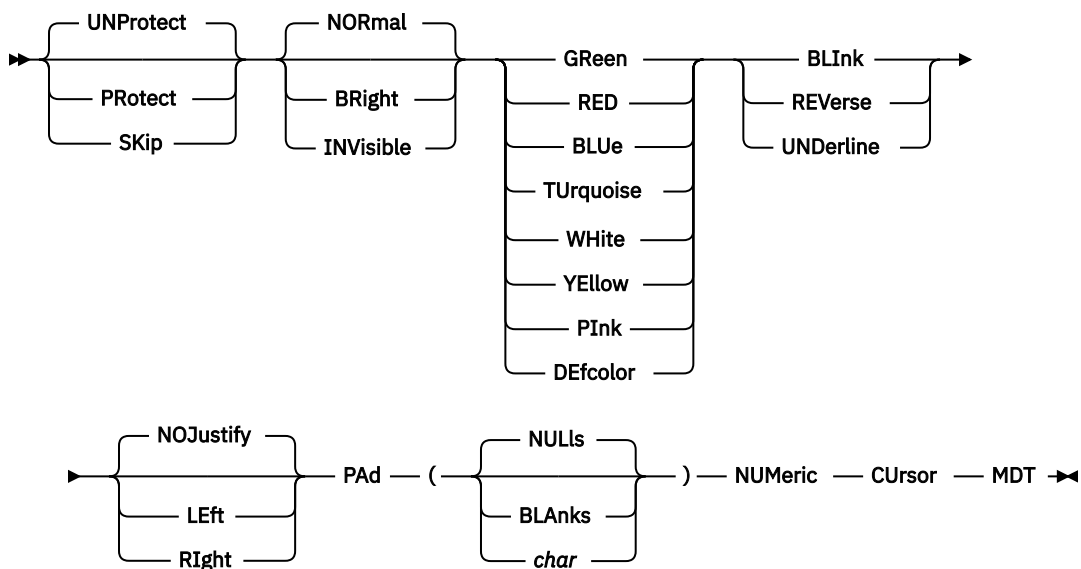 UNProtect NORmal
GReen BLInk
PRotect BRight RED REVerse
SKip INVisible BLUe UNDerline
TUrquoise
WHite
YEllow
PInk
DEfcolor
NOJustify NULls
PAd ( ) NUMeric CUrsor MDT
LEft BLAnks
RIght char